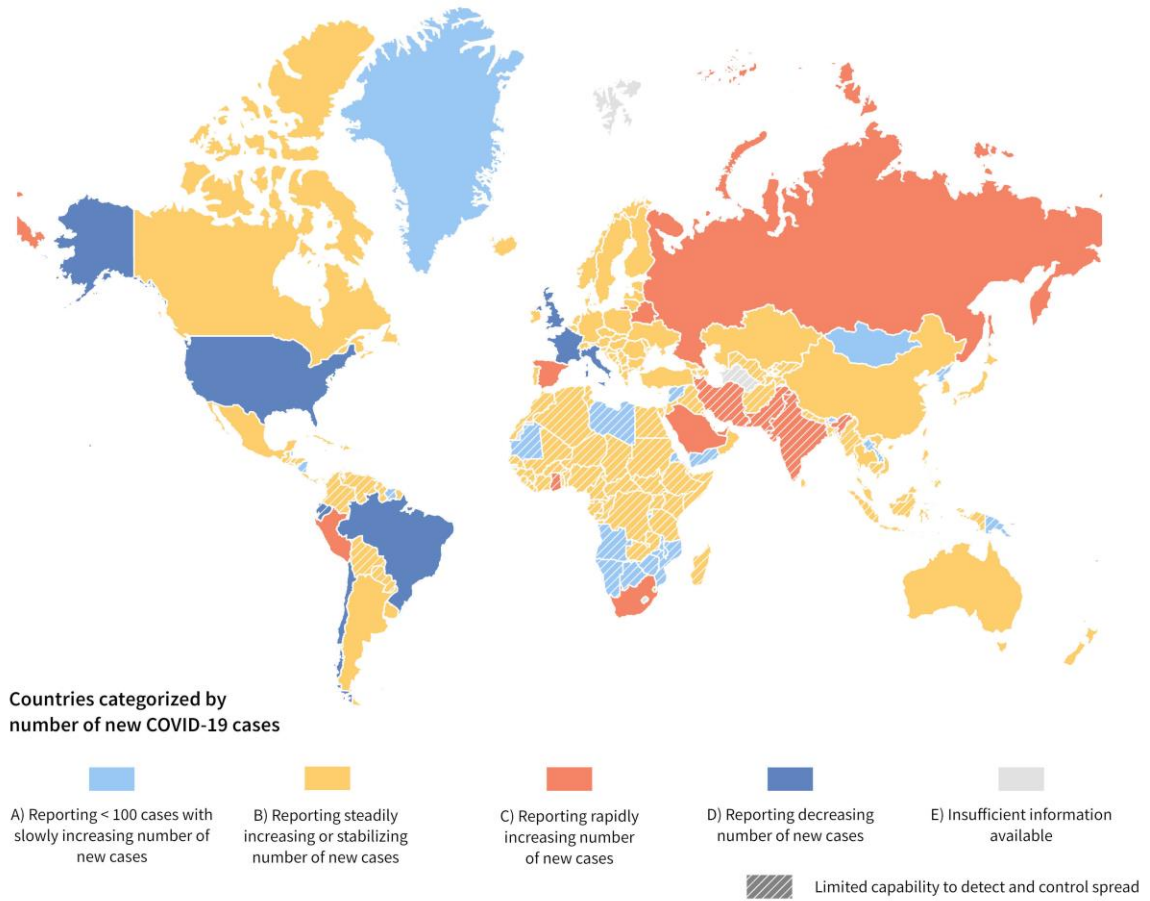 Countries categorized by
number of new COVID-19 cases
A) Reporting < 100 cases with
slowly increasing number of
new cases
B) Reporting steadily
increasing or stabilizing
number of new cases
C) Reporting rapidly
increasing number
of new cases
D) Reporting decreasing
number of new cases
E) Insufficient information
available
Limited capability to detect and control spread